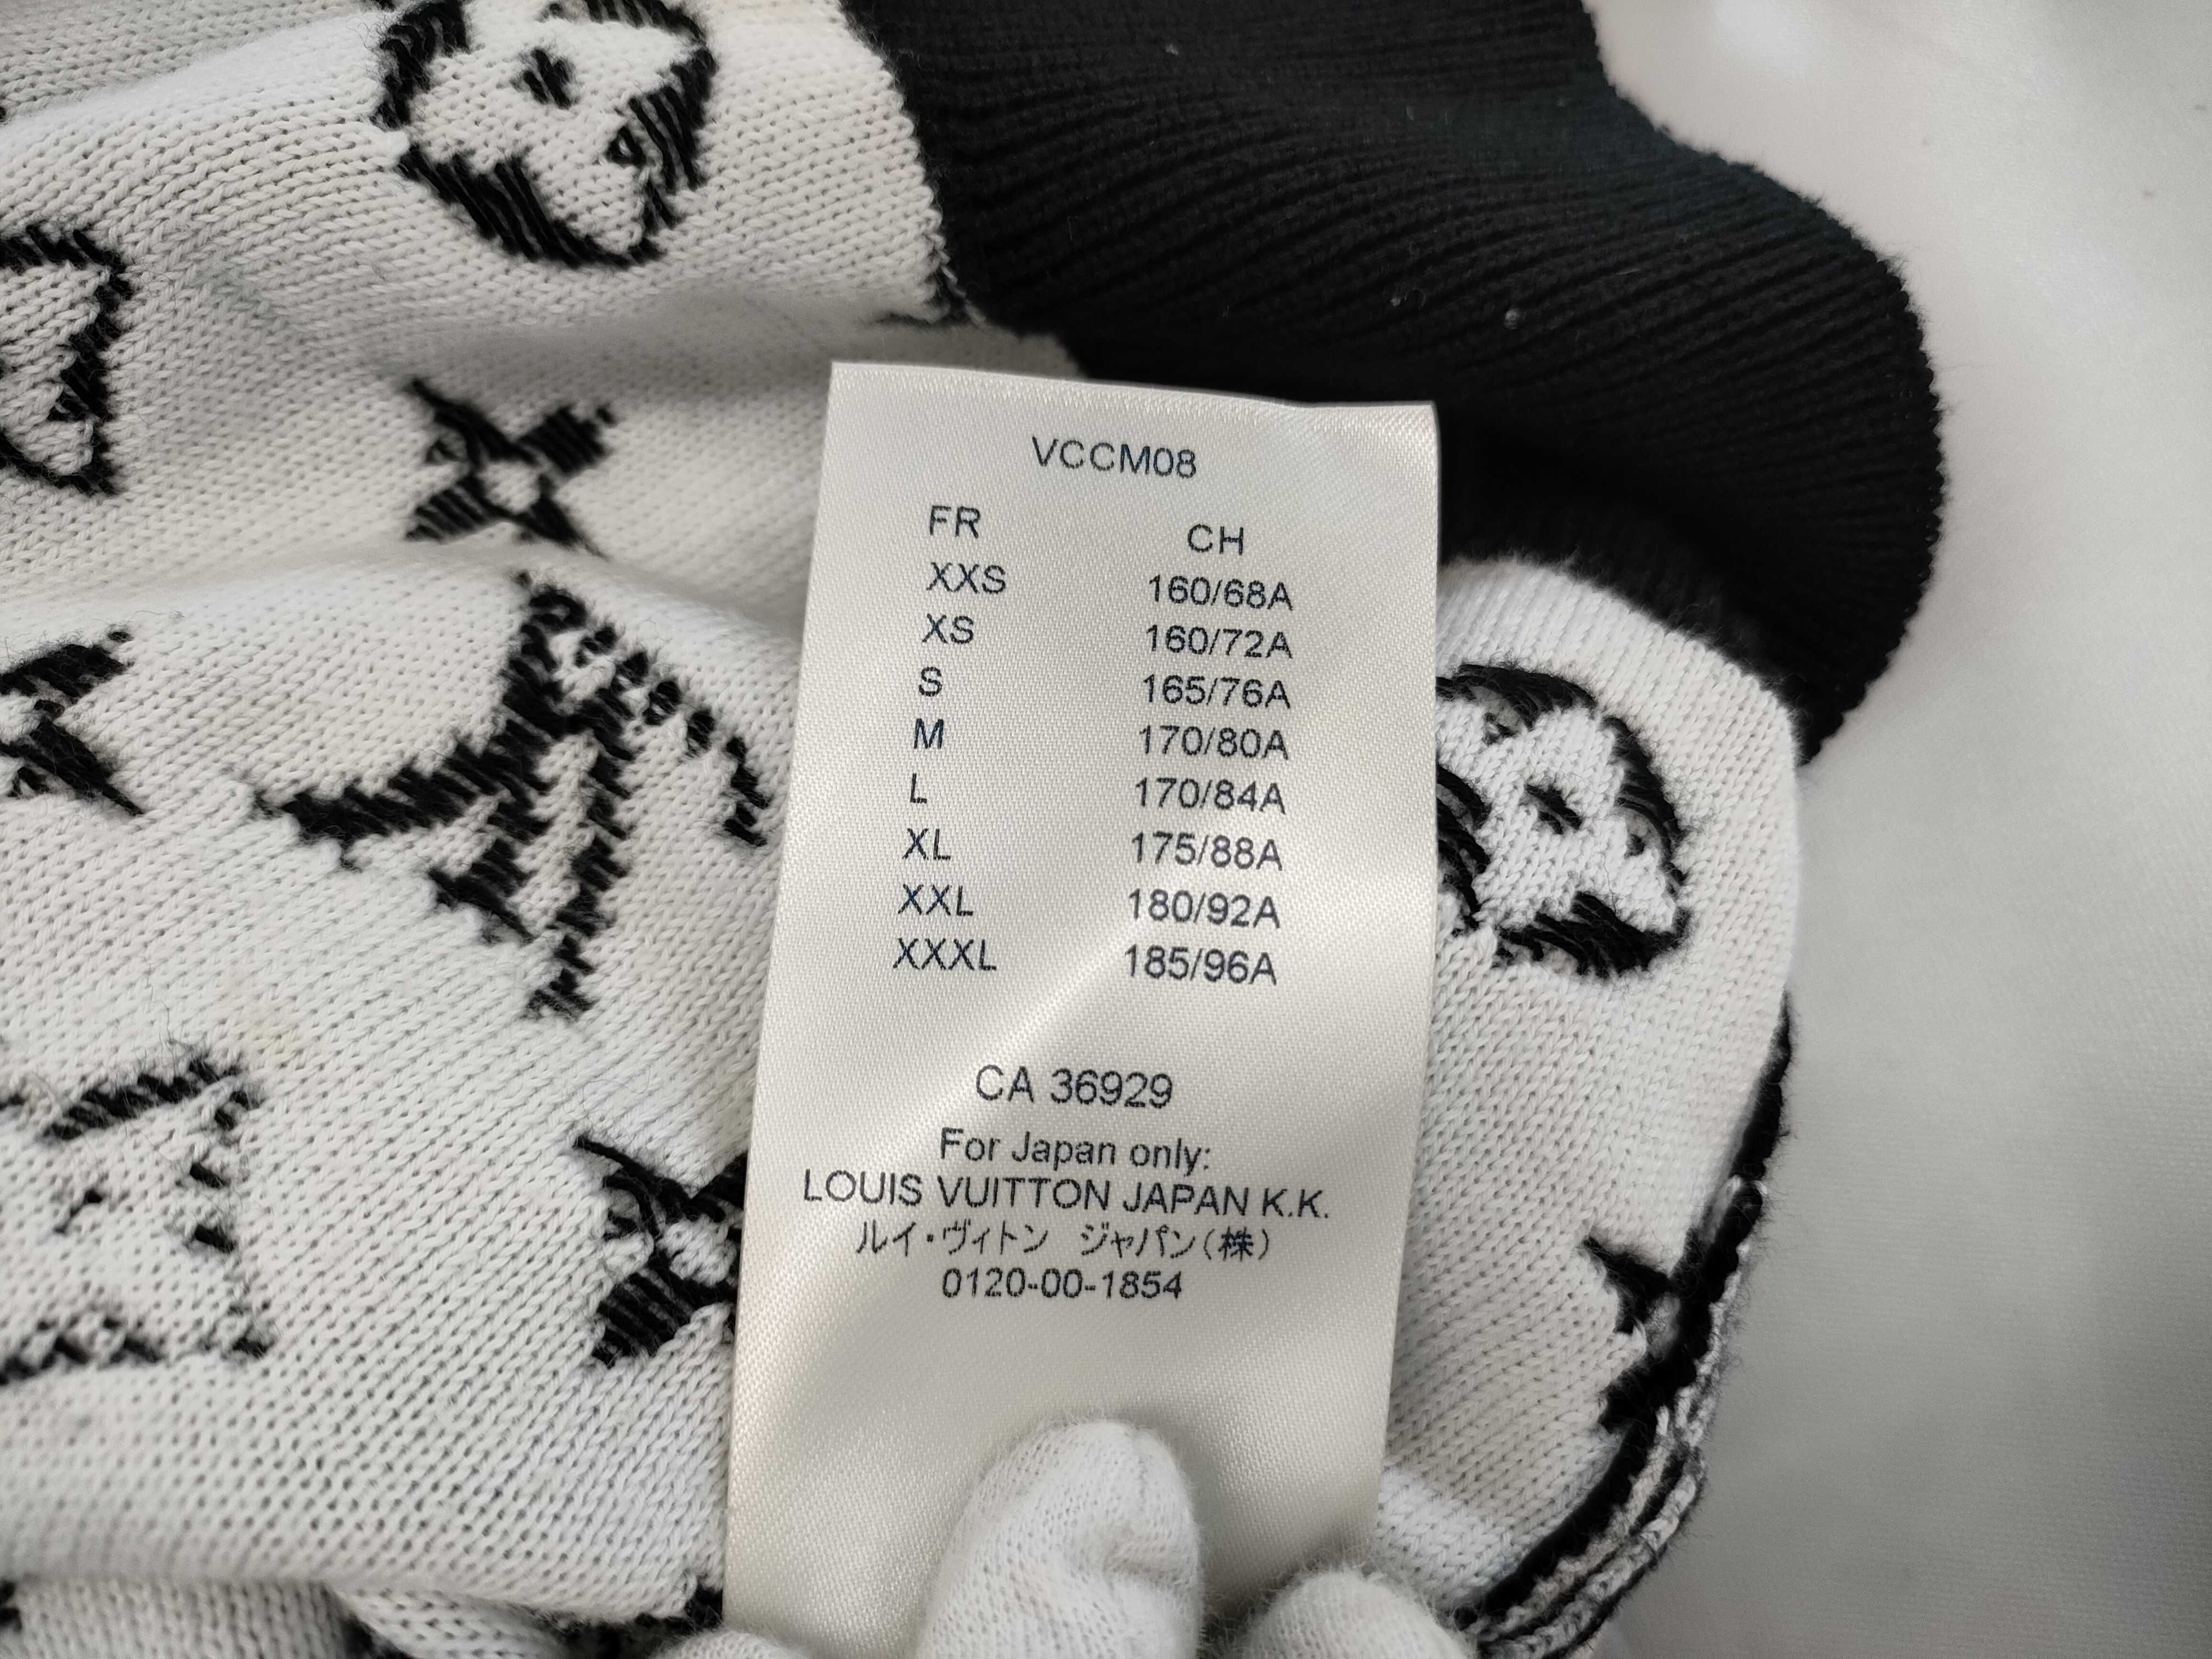 VCCM08
FR CH
XXS 160/68A
XS 160/72A
S 165/76A
M 170/80A
L 170/84A
XL 175/88A
XXL 180/92A
XXXL 185/96A
CA 36929
For Japan only:
LOUIS VUITTON JAPAN K.K.
ルイ・ヴィトン ジャパン(株)
0120-00-1854